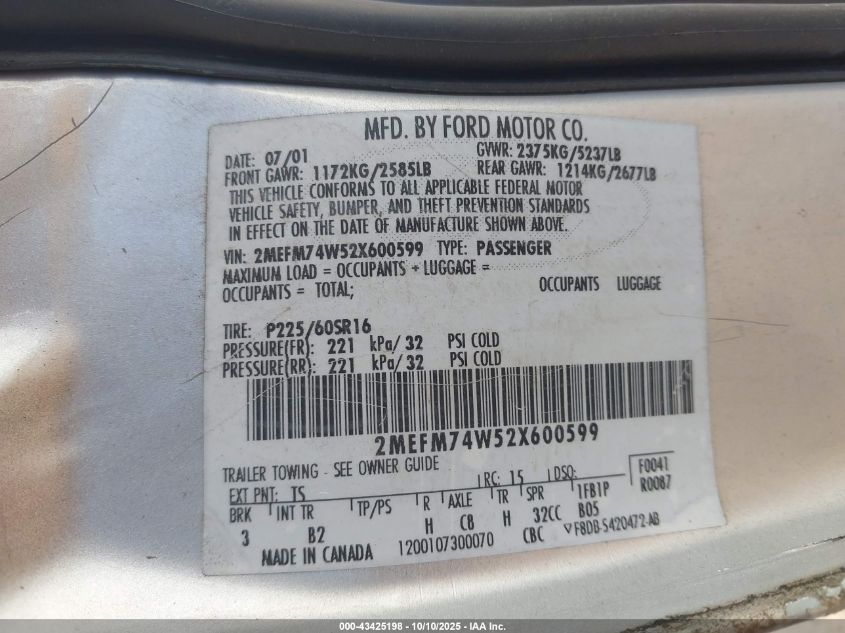 MFD. BY FORD MOTOR CO.
DATE: 07/01 GVWR: 2375KG/5237LB
FRONT GAWR: 1172KG/2585LB REAR GAWR: 1214KG/2677LB
THIS VEHICLE CONFORMS TO ALL APPLICABLE FEDERAL MOTOR
VEHICLE SAFETY, BUMPER, AND THEFT PREVENTION STANDARDS
IN EFFECT ON THE DATE OF MANUFACTURE SHOWN ABOVE.
VIN: 2MEFM74W52X600599 TYPE: PASSENGER
MAXIMUM LOAD = OCCUPANTS + LUGGAGE =
OCCUPANTS = TOTAL; OCCUPANTS LUGGAGE
TIRE: P225/60SR16
PRESSURE(FR): 221 kPa/ 32 PSI COLD
PRESSURE(RR): 221 kPa/ 32 PSI COLD
2MEFM74W52X600599
TRAILER TOWING - SEE OWNER GUIDE
EXT PNT: TS RC: 15 DSO: F0041
BRK INT TR TP/PS R AXLE TR SPR 1FB1P R0087
3 B2 H C8 H 32CC B05
MADE IN CANADA 1200107300070 CBC F8DB-5420472-AB
000-43425198 - 10/10/2025 - IAA Inc.